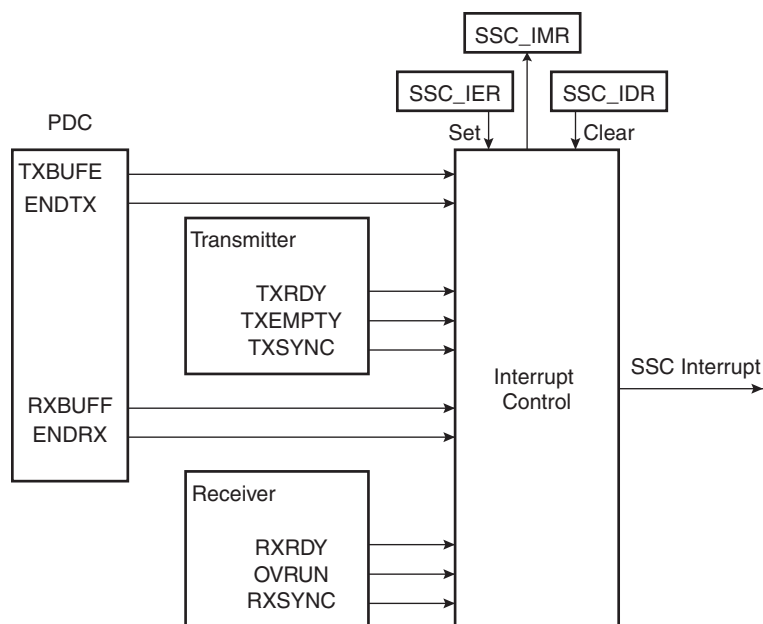 SSC_IMR
SSC_IER
SSC_IDR
PDC
Set
Clear
TXBUFE
ENDTX
Transmitter
TXRDY
TXEMPTY
TXSYNC
SSC Interrupt
Interrupt
Control
RXBUFF
ENDRX
Receiver
RXRDY
OVRUN
RXSYNC